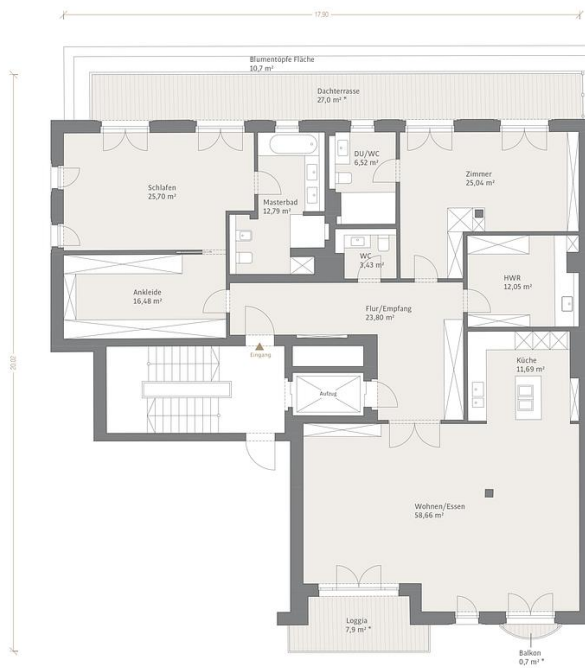 17.90
Blumentöpfe Fläche
10,7 m²
Dachterrasse
27,0 m² *
20.02
DU/WC
6,52 m²
Zimmer
25,04 m²
Schlafen
25,70 m²
Masterbad
12,79 m²
WC
3,43 m²
HWR
12,05 m²
Ankleide
16,48 m²
Flur/Empfang
23,80 m²
Eingang
Küche
11,69 m²
Aufzug
Wohnen/Essen
58,66 m²
Loggia
7,9 m² *
Balkon
0,7 m² *